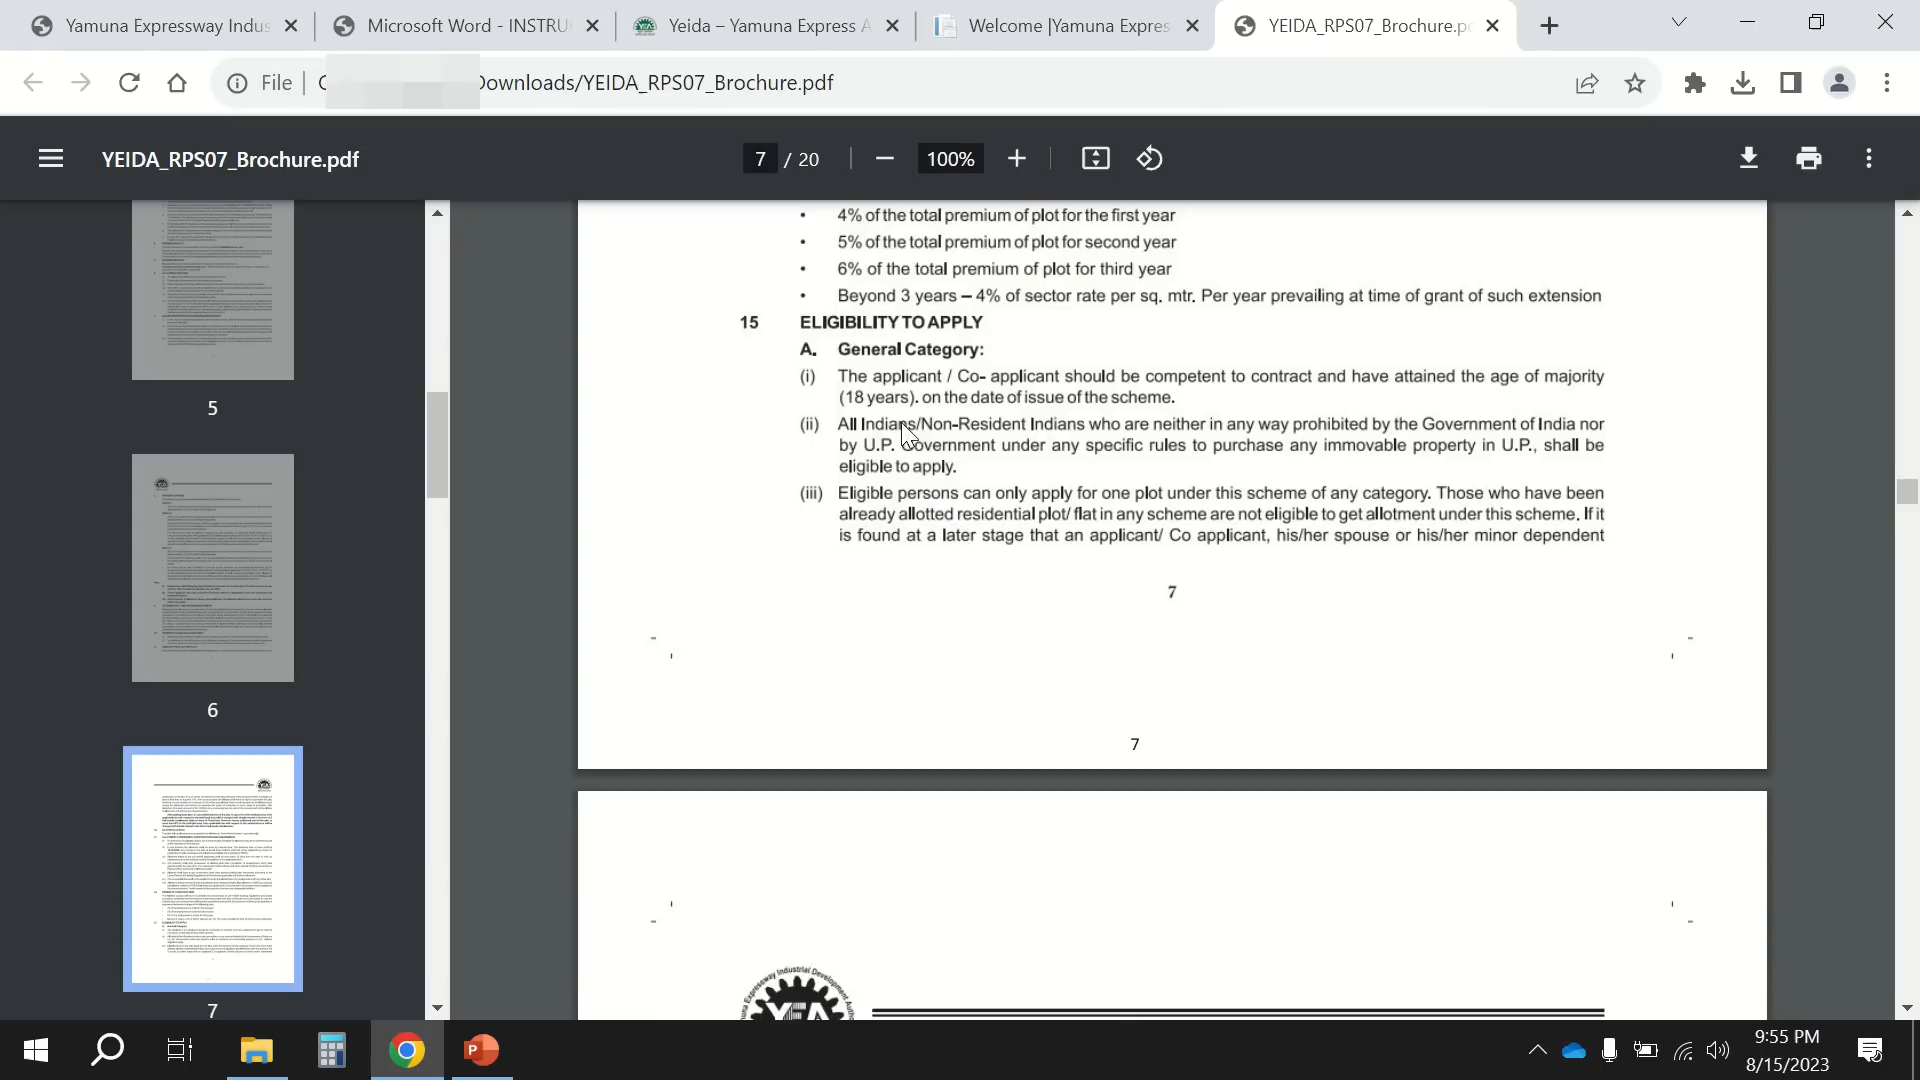 Yamuna Expressway Indus
Microsoft Word - INSTRU
Yeida – Yamuna Express A
Welcome |Yamuna Expres
YEIDA_RPS07_Brochure.pd
File
Downloads/YEIDA_RPS07_Brochure.pdf
YEIDA_RPS07_Brochure.pdf
7 / 20
100%
• 4% of the total premium of plot for the first year
• 5% of the total premium of plot for second year
• 6% of the total premium of plot for third year
• Beyond 3 years – 4% of sector rate per sq. mtr. Per year prevailing at time of grant of such extension
15 ELIGIBILITY TO APPLY
A. General Category:
(i) The applicant / Co- applicant should be competent to contract and have attained the age of majority
(18 years). on the date of issue of the scheme.
(ii) All Indians/Non-Resident Indians who are neither in any way prohibited by the Government of India nor
by U.P. Government under any specific rules to purchase any immovable property in U.P., shall be
eligible to apply.
(iii) Eligible persons can only apply for one plot under this scheme of any category. Those who have been
already allotted residential plot/ flat in any scheme are not eligible to get allotment under this scheme. If it
is found at a later stage that an applicant/ Co applicant, his/her spouse or his/her minor dependent
7
7
5
6
7
9:55 PM
8/15/2023